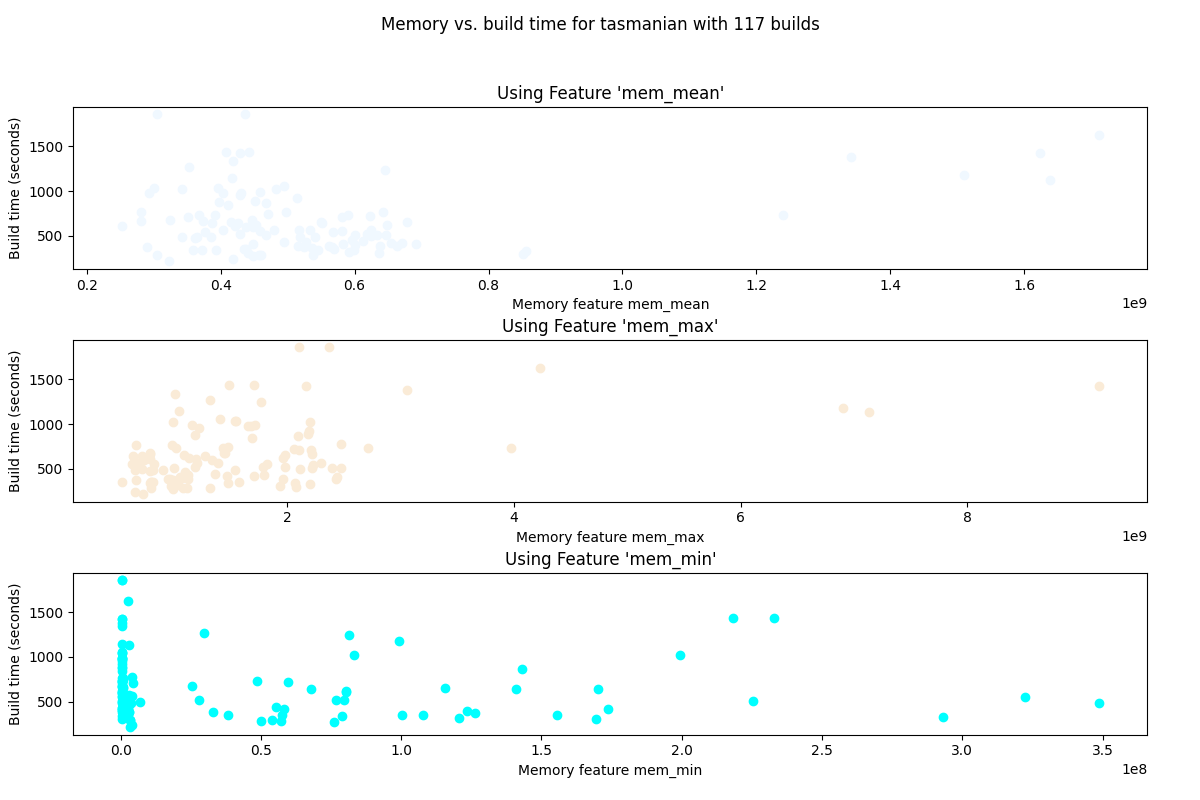 Memory vs. build time for tasmanian with 117 builds
Using Feature 'mem_mean'
Build time (seconds)
1500
1000
500
0.2 0.4 0.6 0.8 1.0 1.2 1.4 1.6
1e9
Memory feature mem_mean
Using Feature 'mem_max'
Build time (seconds)
1500
1000
500
2 4 6 8
1e9
Memory feature mem_max
Using Feature 'mem_min'
Build time (seconds)
1500
1000
500
0.0 0.5 1.0 1.5 2.0 2.5 3.0 3.5
1e8
Memory feature mem_min